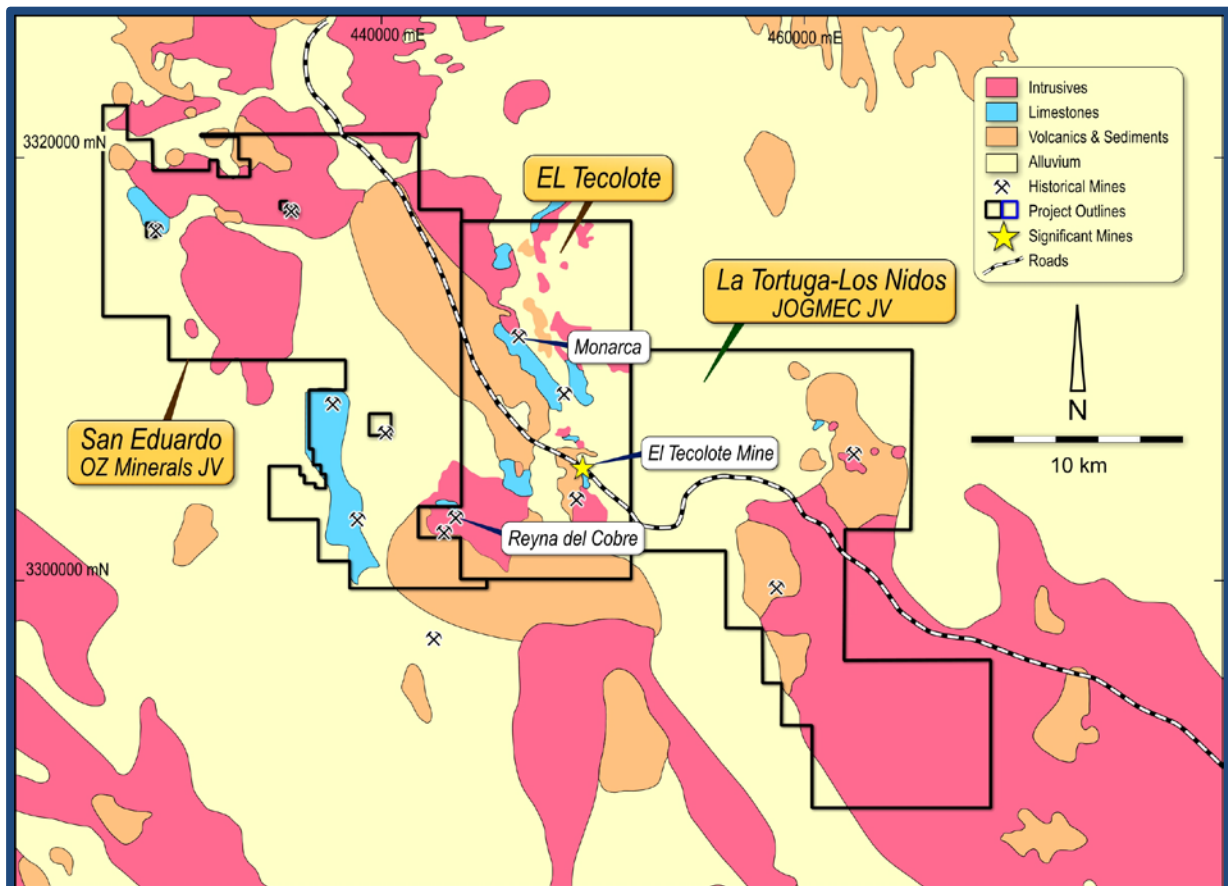 440000 mE
460000 mE
3320000 mN
3300000 mN
Intrusives
Limestones
Volcanics & Sediments
Alluvium
Historical Mines
Project Outlines
Significant Mines
Roads
EL Tecolote
La Tortuga-Los Nidos
JOGMEC JV
Monarca
San Eduardo
OZ Minerals JV
El Tecolote Mine
Reyna del Cobre
N
10 km